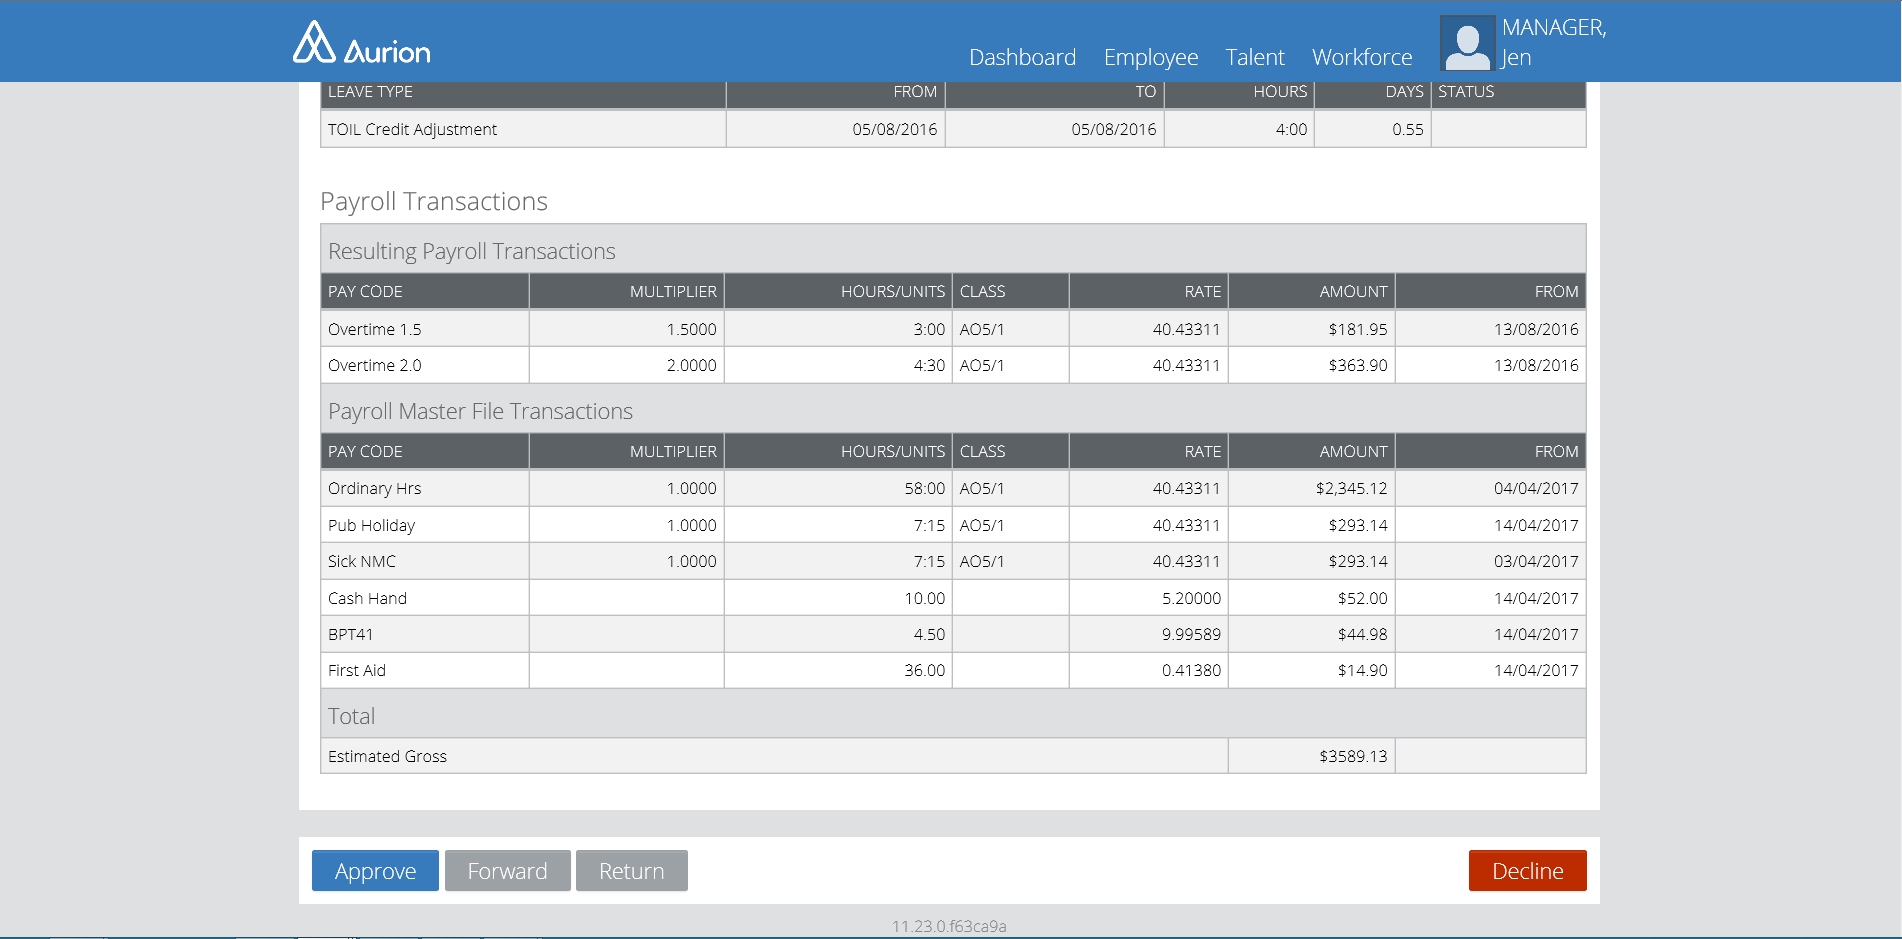 Aurion
Dashboard Employee Talent Workforce MANAGER,
Jen
LEAVE TYPE FROM TO HOURS DAYS STATUS
TOIL Credit Adjustment 05/08/2016 05/08/2016 4:00 0.55
Payroll Transactions
Resulting Payroll Transactions
PAY CODE MULTIPLIER HOURS/UNITS CLASS RATE AMOUNT FROM
Overtime 1.5 1.5000 3:00 AO5/1 40.43311 $181.95 13/08/2016
Overtime 2.0 2.0000 4:30 AO5/1 40.43311 $363.90 13/08/2016
Payroll Master File Transactions
PAY CODE MULTIPLIER HOURS/UNITS CLASS RATE AMOUNT FROM
Ordinary Hrs 1.0000 58:00 AO5/1 40.43311 $2,345.12 04/04/2017
Pub Holiday 1.0000 7:15 AO5/1 40.43311 $293.14 14/04/2017
Sick NMC 1.0000 7:15 AO5/1 40.43311 $293.14 03/04/2017
Cash Hand 10.00 5.20000 $52.00 14/04/2017
BPT41 4.50 9.99589 $44.98 14/04/2017
First Aid 36.00 0.41380 $14.90 14/04/2017
Total
Estimated Gross $3589.13
Approve Forward Return Decline
11.23.0.f63ca9a